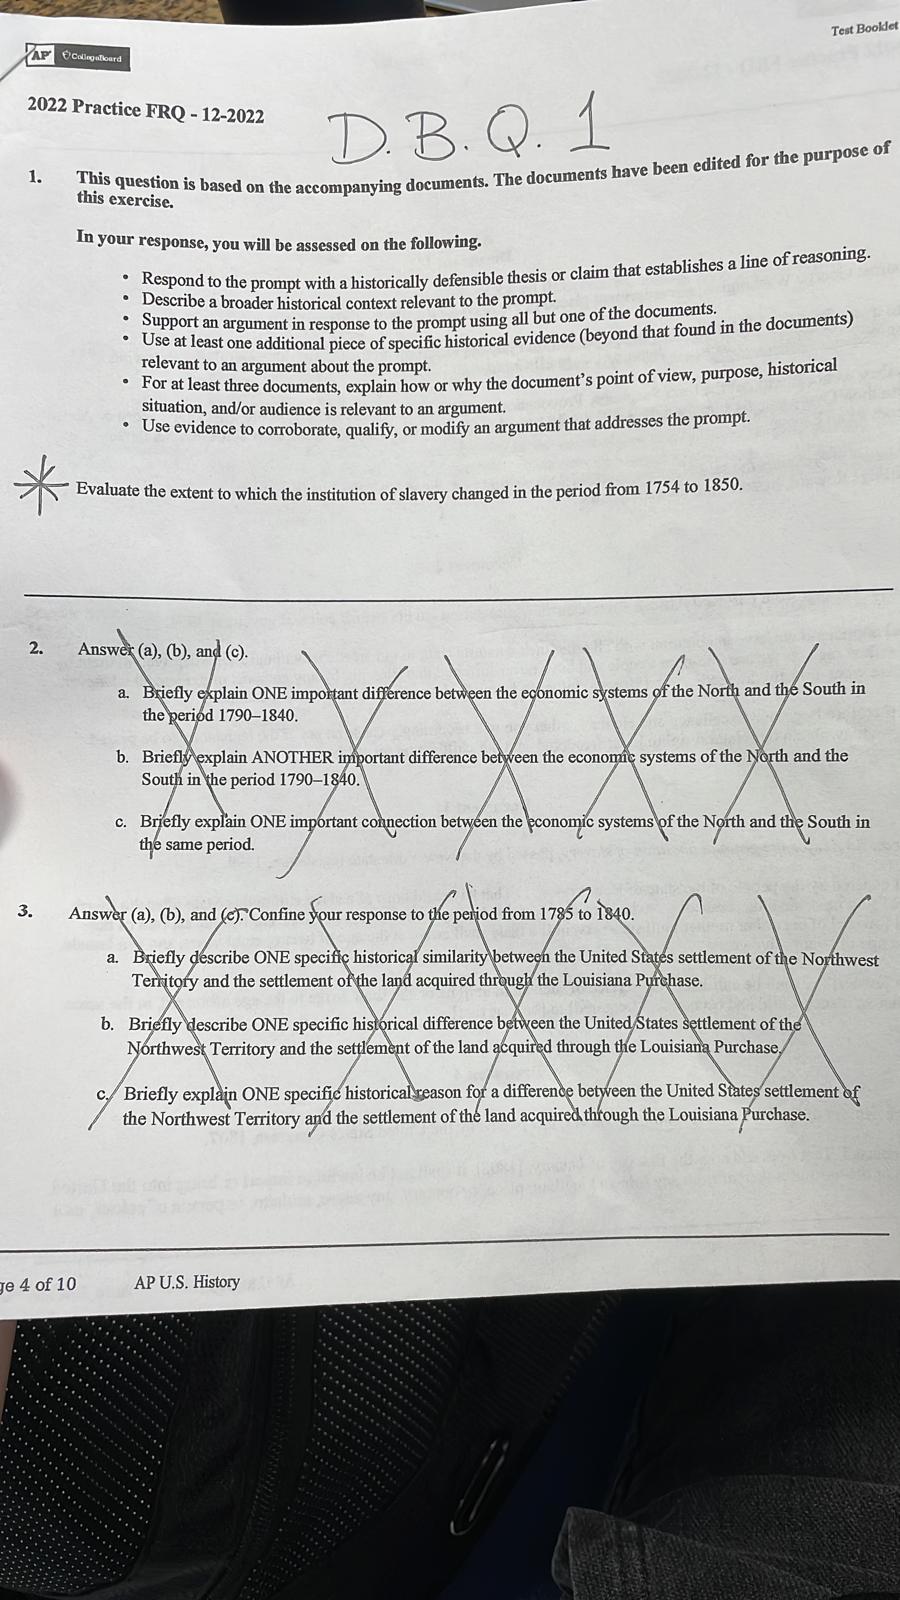 Test Booklet
AP CollegeBoard
2022 Practice FRQ - 12-2022
D.B.Q. 1
1. This question is based on the accompanying documents. The documents have been edited for the purpose of
this exercise.
In your response, you will be assessed on the following.
• Respond to the prompt with a historically defensible thesis or claim that establishes a line of reasoning.
• Describe a broader historical context relevant to the prompt.
• Support an argument in response to the prompt using all but one of the documents.
• Use at least one additional piece of specific historical evidence (beyond that found in the documents)
relevant to an argument about the prompt.
• For at least three documents, explain how or why the document's point of view, purpose, historical
situation, and/or audience is relevant to an argument.
• Use evidence to corroborate, qualify, or modify an argument that addresses the prompt.
Evaluate the extent to which the institution of slavery changed in the period from 1754 to 1850.
2. Answer (a), (b), and (c).
a. Briefly explain ONE important difference between the economic systems of the North and the South in
the period 1790–1840.
b. Briefly explain ANOTHER important difference between the economic systems of the North and the
South in the period 1790–1840.
c. Briefly explain ONE important connection between the economic systems of the North and the South in
the same period.
3. Answer (a), (b), and (c). Confine your response to the period from 1785 to 1840.
a. Briefly describe ONE specific historical similarity between the United States settlement of the Northwest
Territory and the settlement of the land acquired through the Louisiana Purchase.
b. Briefly describe ONE specific historical difference between the United States settlement of the
Northwest Territory and the settlement of the land acquired through the Louisiana Purchase.
c. Briefly explain ONE specific historical reason for a difference between the United States settlement of
the Northwest Territory and the settlement of the land acquired through the Louisiana Purchase.
ge 4 of 10 AP U.S. History